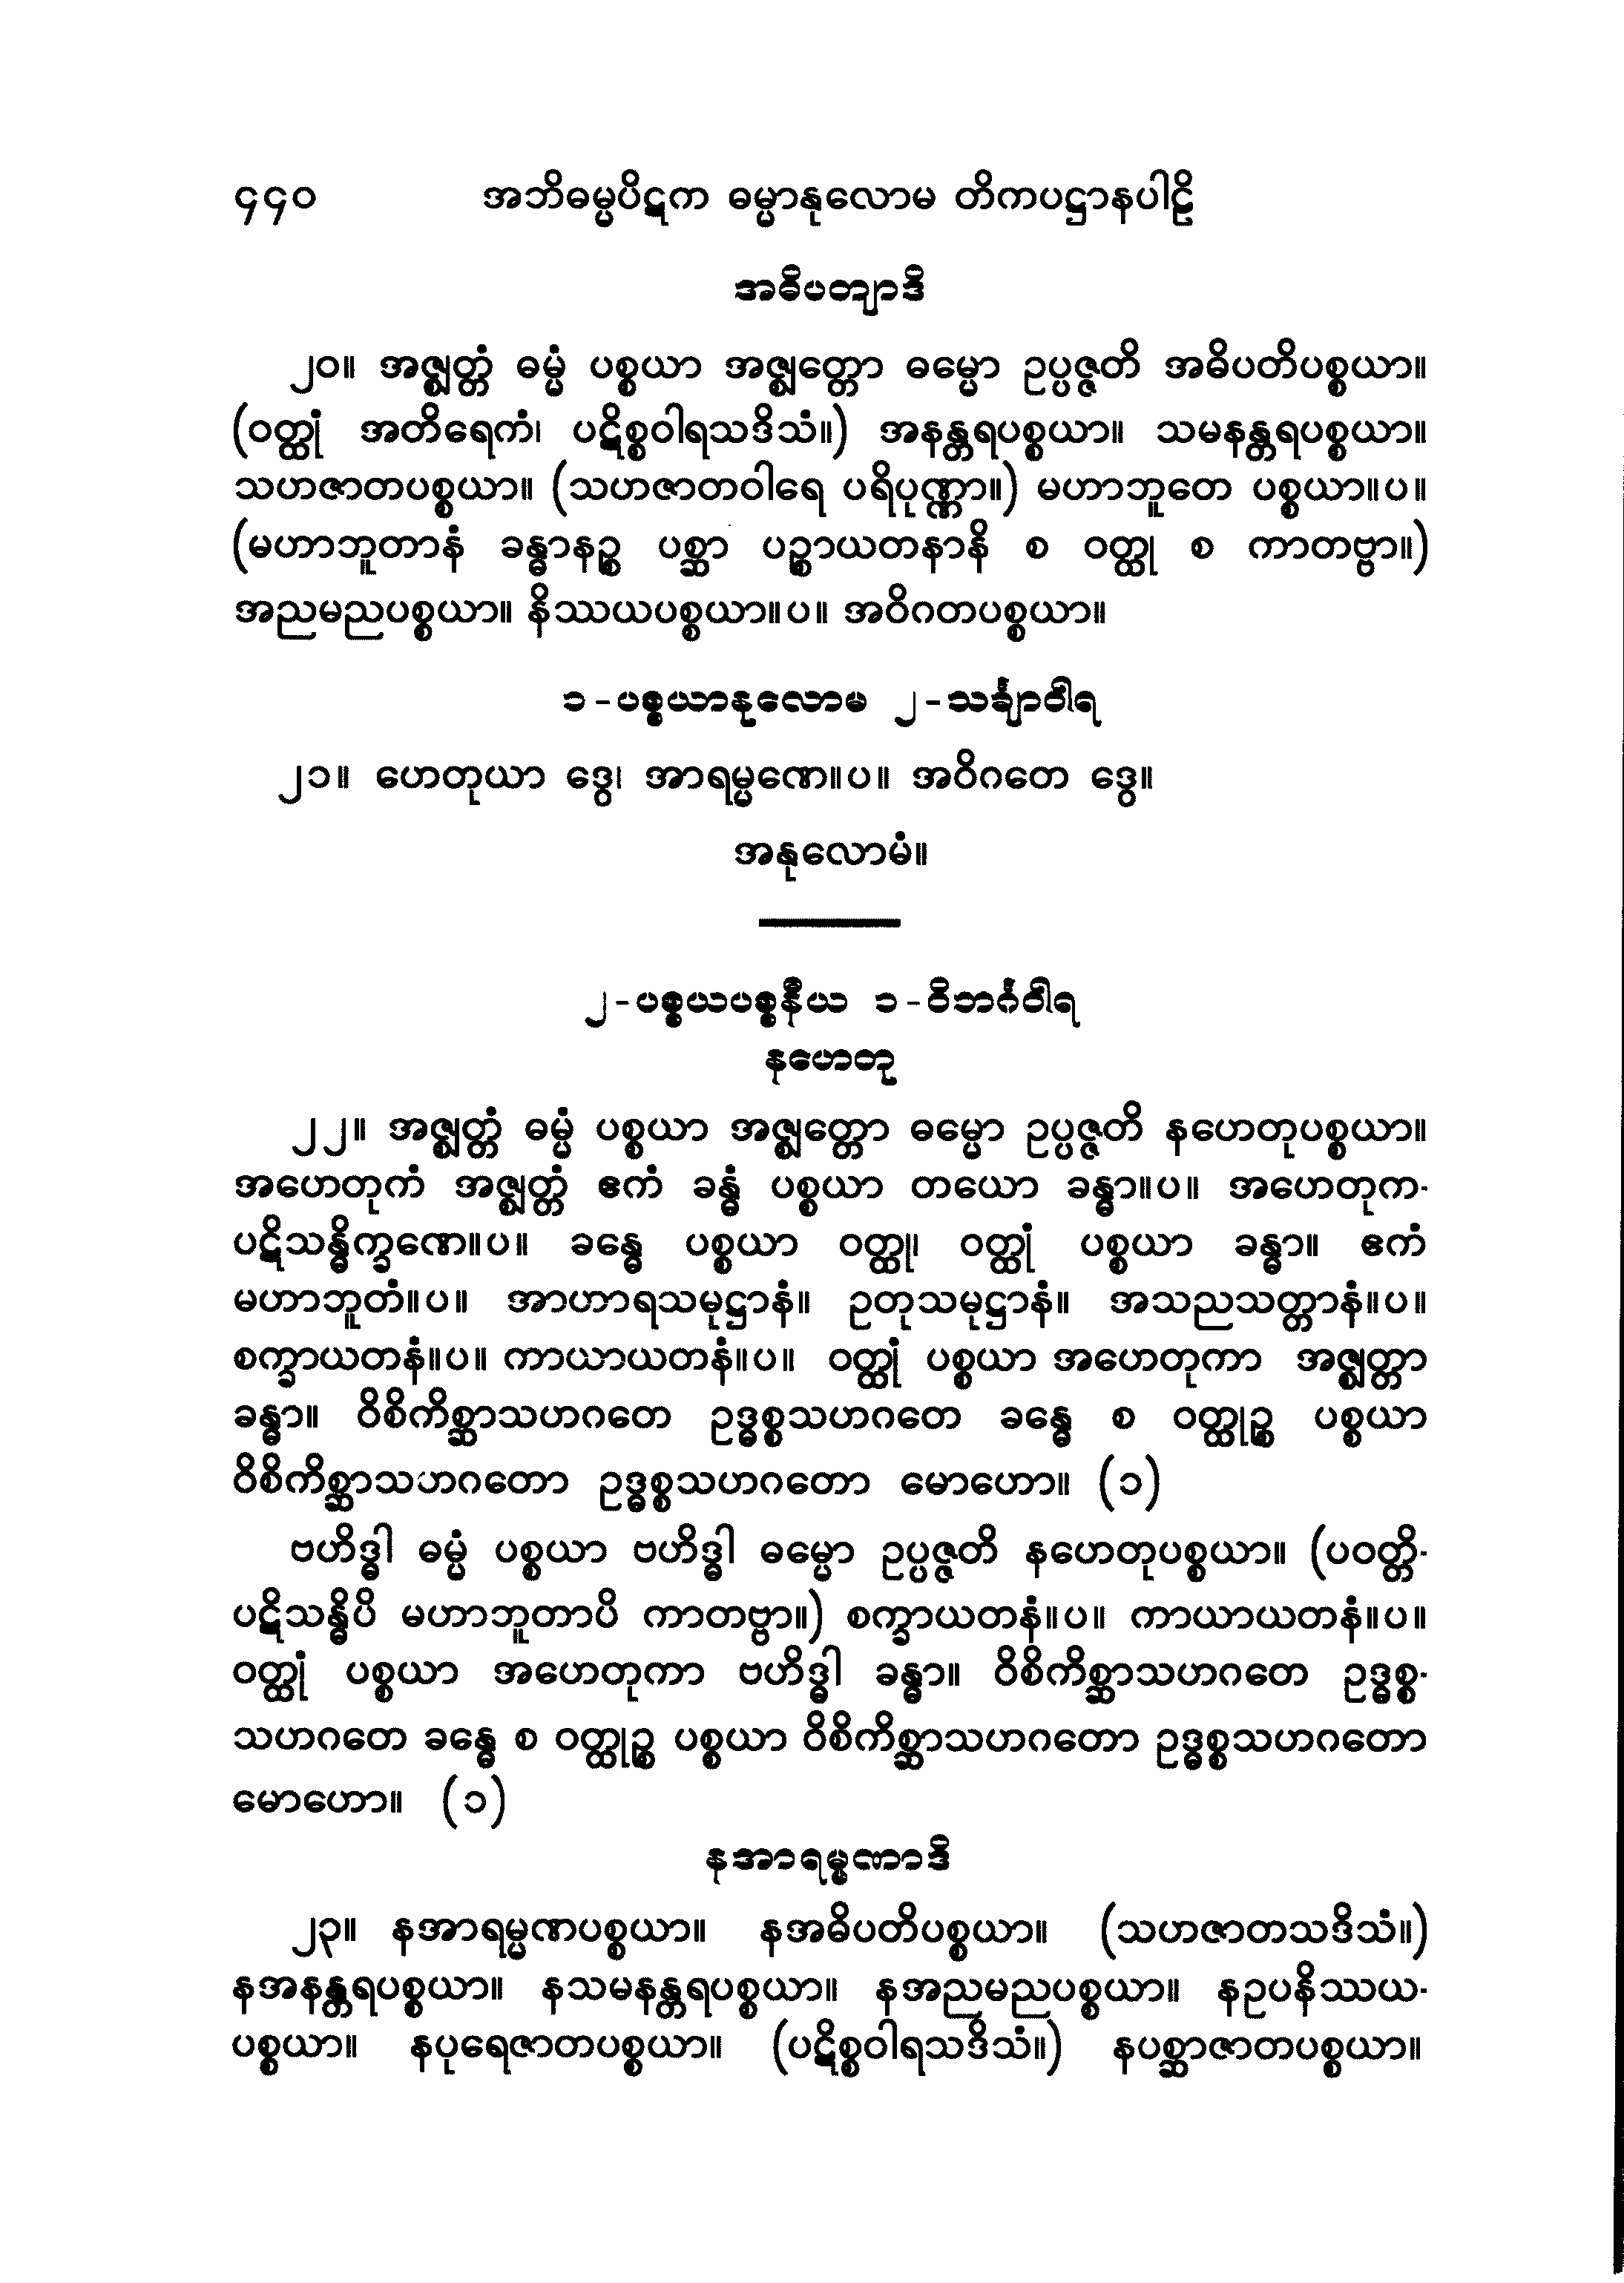 ၄၄၀ အဘိဓမ္မပိဋက ဓမ္မာနုလောမ တိကပဋ္ဌာနပါဠိ
အဓိပတျာဒိ
၂၀။ အဇ္ဈတ္တံ ဓမ္မံ ပစ္စယာ အဇ္ဈတ္တော ဓမ္မော ဥပ္ပဇ္ဇတိ အဓိပတိပစ္စယာ။
(ဝတ္ထုံ အတိရေကံ၊ ပဋိစ္စဝါရသဒိသံ။) အနန္တရပစ္စယာ။ သမနန္တရပစ္စယာ။
သဟဇာတပစ္စယာ။ (သဟဇာတဝါရေ ပရိပုဏ္ဏာ။) မဟာဘူတေ ပစ္စယာ။ပ။
(မဟာဘူတာနံ ခန္ဓာနဉ္စ ပစ္ဆာ ပဉ္စာယတနာနိ စ ဝတ္ထု စ ကာတဗ္ဗာ။)
အညမညပစ္စယာ။ နိဿယပစ္စယာ။ပ။ အဝိဂတပစ္စယာ။
၁-ပစ္စယာနုလောမ ၂-သင်္ချာဝါရ
၂၁။ ဟေတုယာ ဒွေ၊ အာရမ္မဏေ။ပ။ အဝိဂတေ ဒွေ။
အနုလောမံ။
၂-ပစ္စယပစ္စနီယ ၁-ဝိဘင်္ဂဝါရ
နဟေတု
၂၂။ အဇ္ဈတ္တံ ဓမ္မံ ပစ္စယာ အဇ္ဈတ္တော ဓမ္မော ဥပ္ပဇ္ဇတိ နဟေတုပစ္စယာ။
အဟေတုကံ အဇ္ဈတ္တံ ဧကံ ခန္ဓံ ပစ္စယာ တယော ခန္ဓာ။ပ။ အဟေတုက-
ပဋိသန္ဓိက္ခဏေ။ပ။ ခန္ဓေ ပစ္စယာ ဝတ္ထု၊ ဝတ္ထုံ ပစ္စယာ ခန္ဓာ။ ဧကံ
မဟာဘူတံ။ပ။ အာဟာရသမုဋ္ဌာနံ။ ဥတုသမုဋ္ဌာနံ။ အသညသတ္တာနံ။ပ။
စက္ခာယတနံ။ပ။ ကာယာယတနံ။ပ။ ဝတ္ထုံ ပစ္စယာ အဟေတုကာ အဇ္ဈတ္တာ
ခန္ဓာ။ ဝိစိကိစ္ဆာသဟဂတေ ဥဒ္ဓစ္စသဟဂတေ ခန္ဓေ စ ဝတ္ထုဉ္စ ပစ္စယာ
ဝိစိကိစ္ဆာသဟဂတော ဥဒ္ဓစ္စသဟဂတော မောဟော။ (၁)
ဗဟိဒ္ဓါ ဓမ္မံ ပစ္စယာ ဗဟိဒ္ဓါ ဓမ္မော ဥပ္ပဇ္ဇတိ နဟေတုပစ္စယာ။ (ပဝတ္တိ-
ပဋိသန္ဓိပိ မဟာဘူတာပိ ကာတဗ္ဗာ။) စက္ခာယတနံ။ပ။ ကာယာယတနံ။ပ။
ဝတ္ထုံ ပစ္စယာ အဟေတုကာ ဗဟိဒ္ဓါ ခန္ဓာ။ ဝိစိကိစ္ဆာသဟဂတေ ဥဒ္ဓစ္စ-
သဟဂတေ ခန္ဓေ စ ဝတ္ထုဉ္စ ပစ္စယာ ဝိစိကိစ္ဆာသဟဂတော ဥဒ္ဓစ္စသဟဂတော
မောဟော။ (၁)
နအာရမ္မဏာဒိ
၂၃။ နအာရမ္မဏပစ္စယာ။ နအဓိပတိပစ္စယာ။ (သဟဇာတသဒိသံ။)
နအနန္တရပစ္စယာ။ နသမနန္တရပစ္စယာ။ နအညမညပစ္စယာ။ နဥပနိဿယ-
ပစ္စယာ။ နပုရေဇာတပစ္စယာ။ (ပဋိစ္စဝါရသဒိသံ။) နပစ္ဆာဇာတပစ္စယာ။